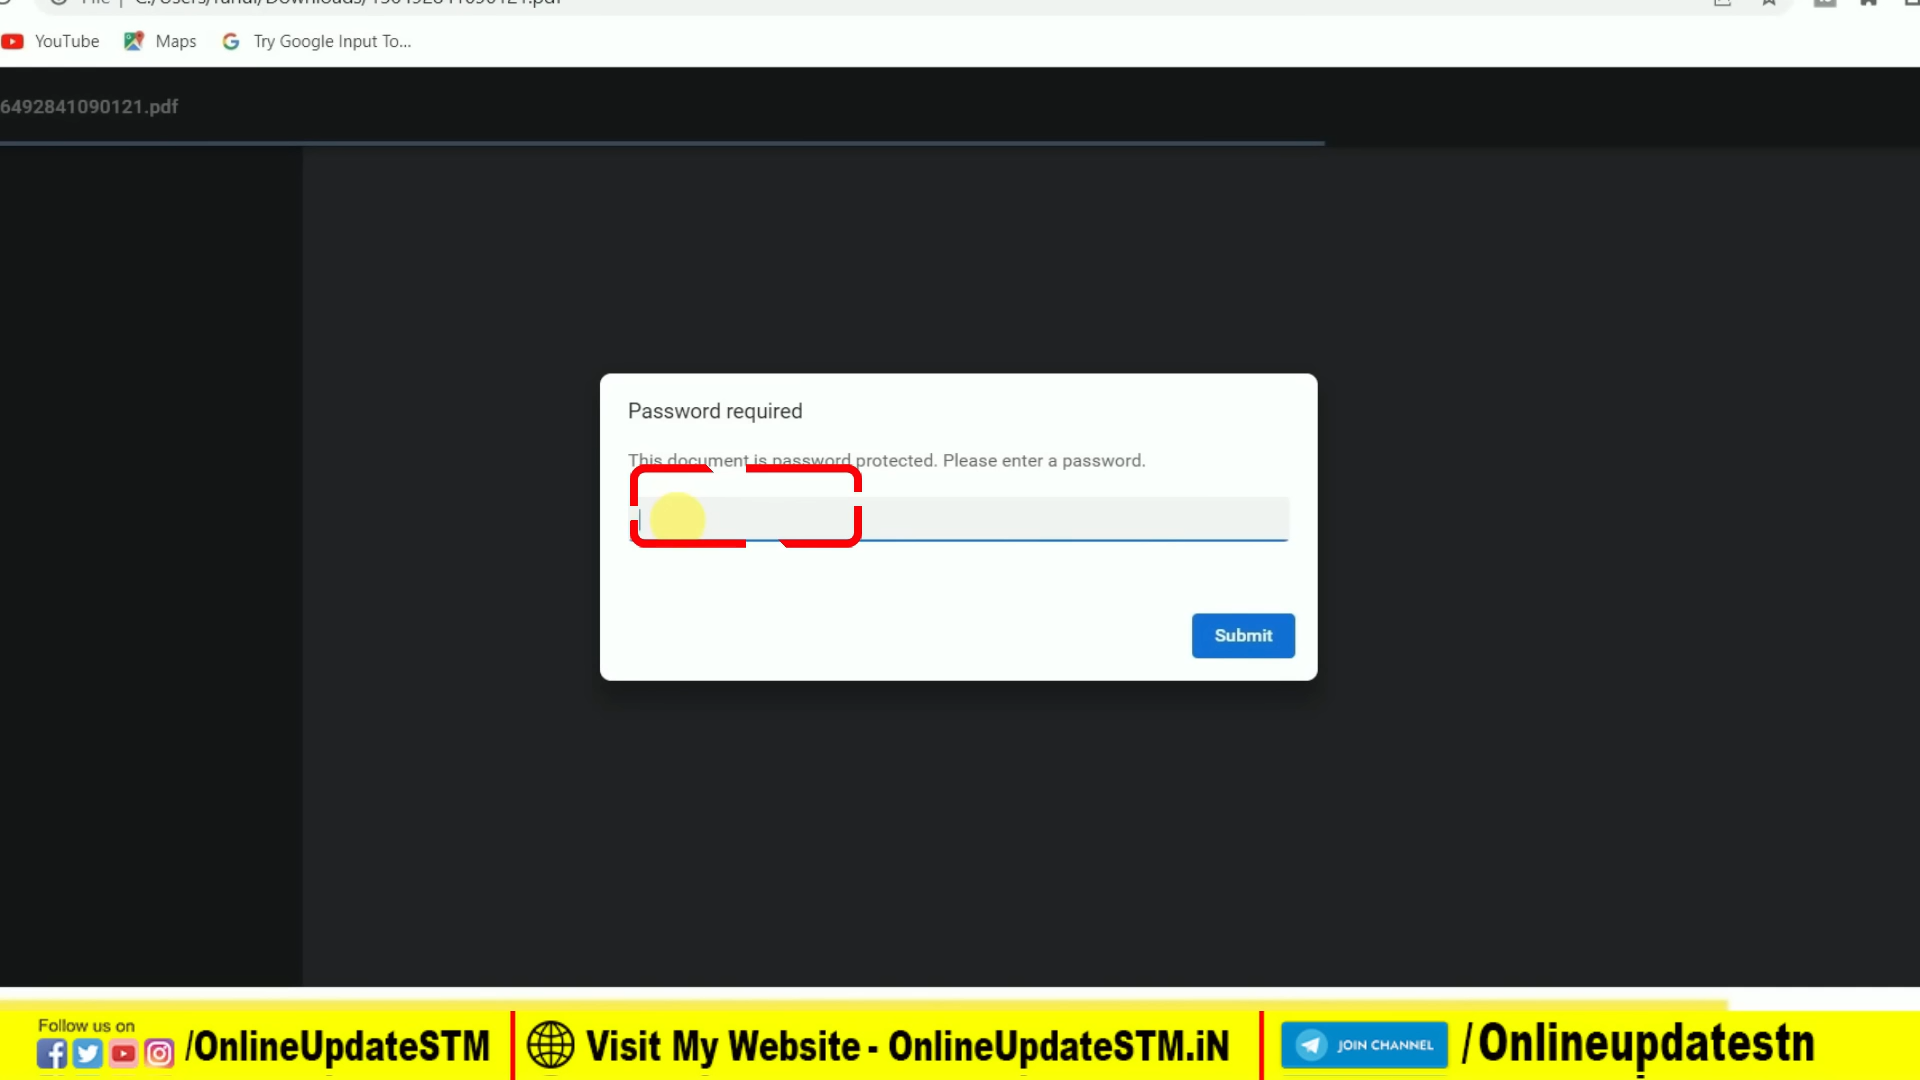 YouTube Maps Try Google Input To...
6492841090121.pdf
Password required
This document is password protected. Please enter a password.
Submit
Follow us on
/OnlineUpdateSTM
Visit My Website - OnlineUpdateSTM.iN
JOIN CHANNEL
/Onlineupdatestn